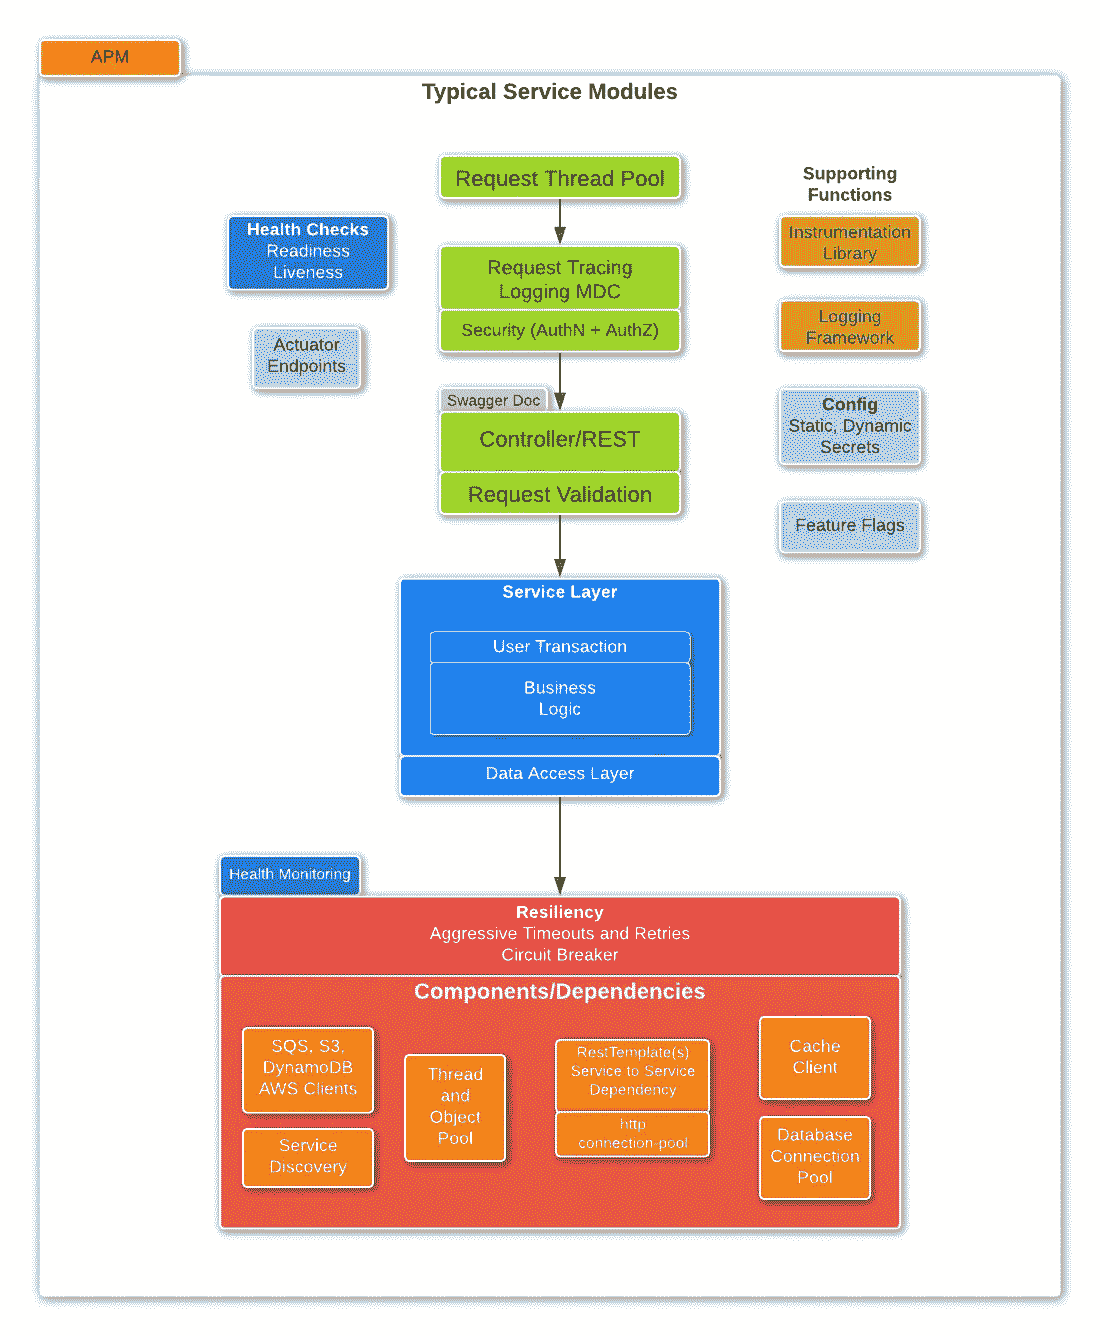 APM
Typical Service Modules
Request Thread Pool
Supporting
Functions
Health Checks
Readiness
Liveness
Instrumentation
Library
Request Tracing
Logging MDC
Security (AuthN + AuthZ)
Actuator
Endpoints
Logging
Framework
Swagger Doc
Controller/REST
Request Validation
Config
Static, Dynamic
Secrets
Feature Flags
Service Layer
User Transaction
Business
Logic
Data Access Layer
Health Monitoring
Resiliency
Aggressive Timeouts and Retries
Circuit Breaker
Components/Dependencies
SQS, S3,
DynamoDB
AWS Clients
Service
Discovery
Thread
and
Object
Pool
RestTemplate(s)
Service to Service
Dependency
http
connection-pool
Cache
Client
Database
Connection
Pool